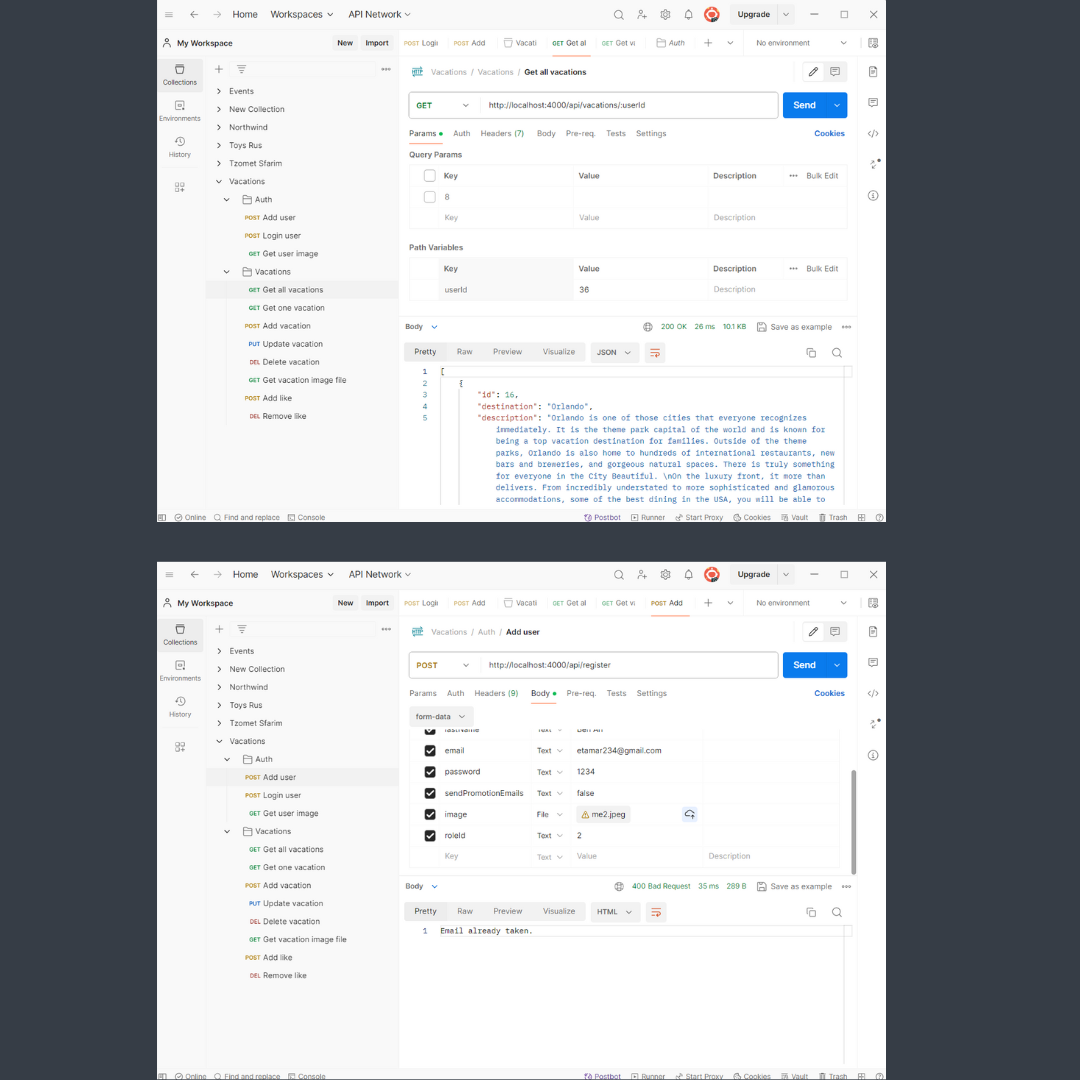 Home Workspaces API Network Upgrade
My Workspace New Import POST Login POST Add Vacati GET Get al GET Get v Auth No environment
Collections
Environments
History
Events
New Collection
Northwind
Toys Rus
Tzomet Sfarim
Vacations
Auth
POST Add user
POST Login user
GET Get user image
Vacations
GET Get all vacations
GET Get one vacation
POST Add vacation
PUT Update vacation
DEL Delete vacation
GET Get vacation image file
POST Add like
DEL Remove like
Vacations / Vacations / Get all vacations
GET http://localhost:4000/api/vacations/:userId Send
Params Auth Headers (7) Body Pre-req. Tests Settings Cookies
Query Params
Key Value Description Bulk Edit
8
Key Value Description
Path Variables
Key Value Description Bulk Edit
userId 36 Description
Body 200 OK 26 ms 10.1 KB Save as example
Pretty Raw Preview Visualize JSON
1 [
2 {
3 "id": 16,
4 "destination": "Orlando",
5 "description": "Orlando is one of those cities that everyone recognizes
immediately. It is the theme park capital of the world and is known for
being a top vacation destination for families. Outside of the theme
parks, Orlando is also home to hundreds of international restaurants, new
bars and breweries, and gorgeous natural spaces. There is truly something
for everyone in the City Beautiful. \nOn the luxury front, it more than
delivers. From incredibly understated to more sophisticated and glamorous
accommodations, some of the best dining in the USA, you will be able to
Online Find and replace Console Postbot Runner Start Proxy Cookies Vault Trash
Home Workspaces API Network Upgrade
My Workspace New Import POST Login POST Add Vacati GET Get al GET Get v POST Add No environment
Collections
Environments
History
Events
New Collection
Northwind
Toys Rus
Tzomet Sfarim
Vacations
Auth
POST Add user
POST Login user
GET Get user image
Vacations
GET Get all vacations
GET Get one vacation
POST Add vacation
PUT Update vacation
DEL Delete vacation
GET Get vacation image file
POST Add like
DEL Remove like
Vacations / Auth / Add user
POST http://localhost:4000/api/register Send
Params Auth Headers (9) Body Pre-req. Tests Settings Cookies
form-data
lastName Text
email Text etamar234@gmail.com
password Text 1234
sendPromotionEmails Text false
image File me2.jpeg
roleId Text 2
Key Text Value Description
Body 400 Bad Request 35 ms 289 B Save as example
Pretty Raw Preview Visualize HTML
1 Email already taken.
Online Find and replace Console Postbot Runner Start Proxy Cookies Vault Trash